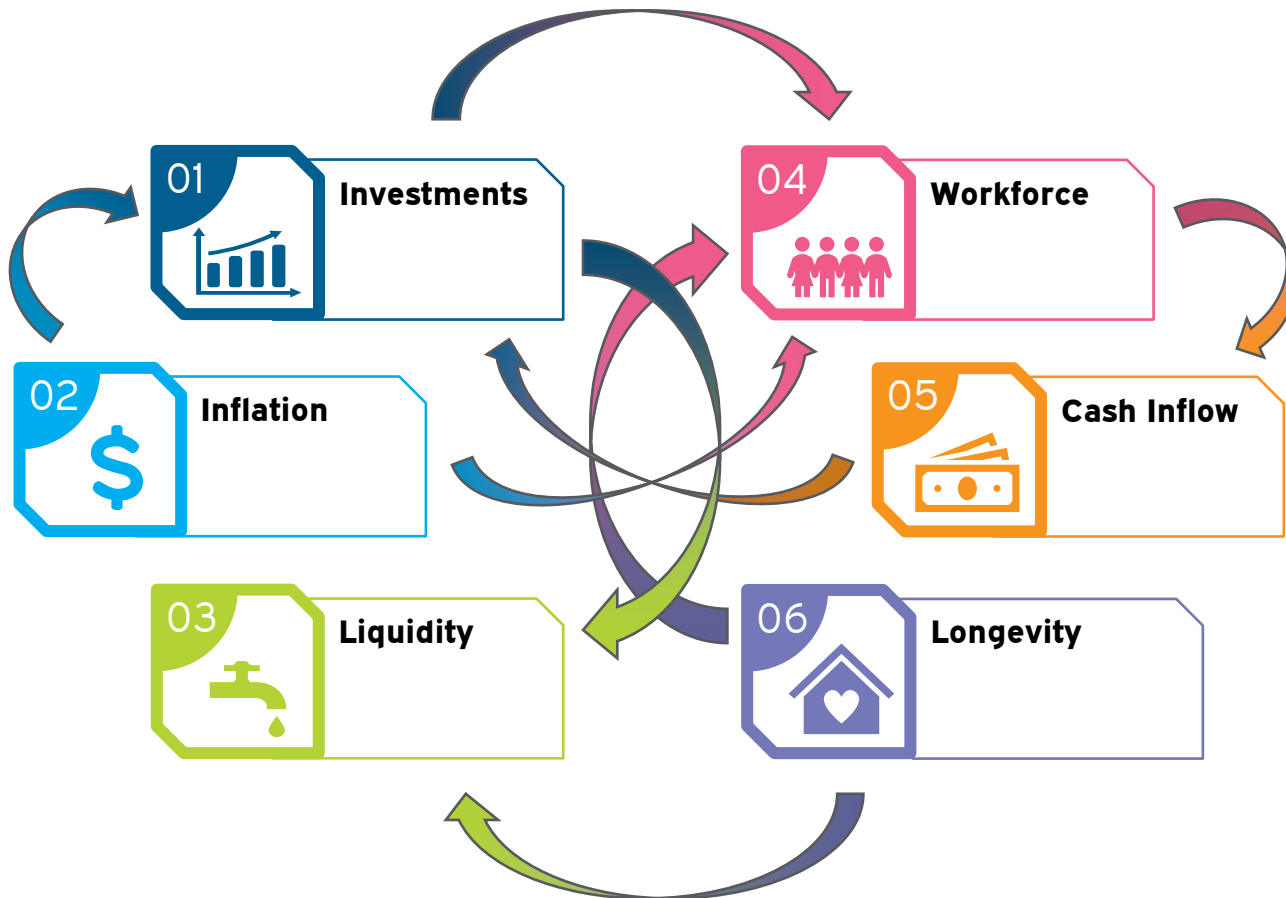 01
Investments
02
Inflation
$
03
Liquidity
04
Workforce
05
Cash Inflow
06
Longevity